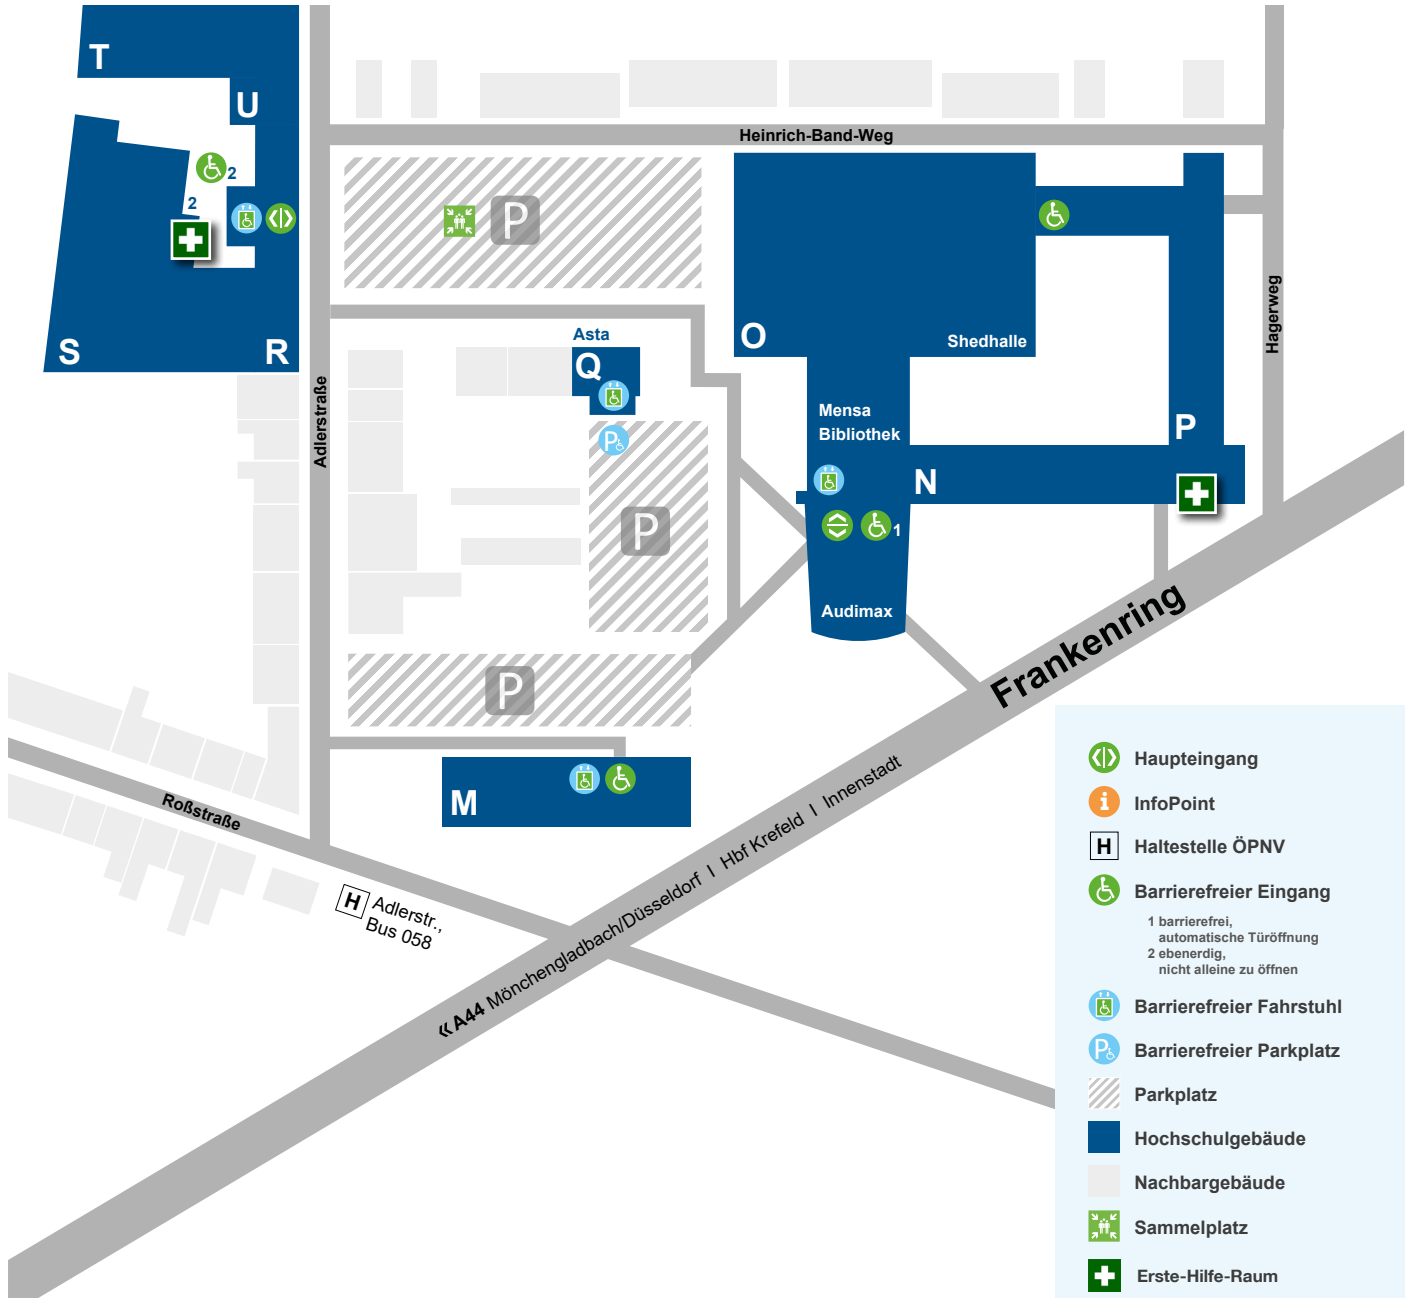 T
U
Heinrich-Band-Weg
2
2
P
S
R
Asta
Q
O
Shedhalle
Hagerweg
Adlerstraße
Mensa
Bibliothek
P
P
N
P
1
Audimax
Frankenring
P
M
Roßstraße
H Adlerstr.,
Bus 058
«A44 Mönchengladbach/Düsseldorf I Hbf Krefeld I Innenstadt
Haupteingang
i InfoPoint
H Haltestelle ÖPNV
Barrierefreier Eingang
1 barrierefrei,
automatische Türöffnung
2 ebenerdig,
nicht alleine zu öffnen
Barrierefreier Fahrstuhl
P Barrierefreier Parkplatz
Parkplatz
Hochschulgebäude
Nachbargebäude
Sammelplatz
Erste-Hilfe-Raum